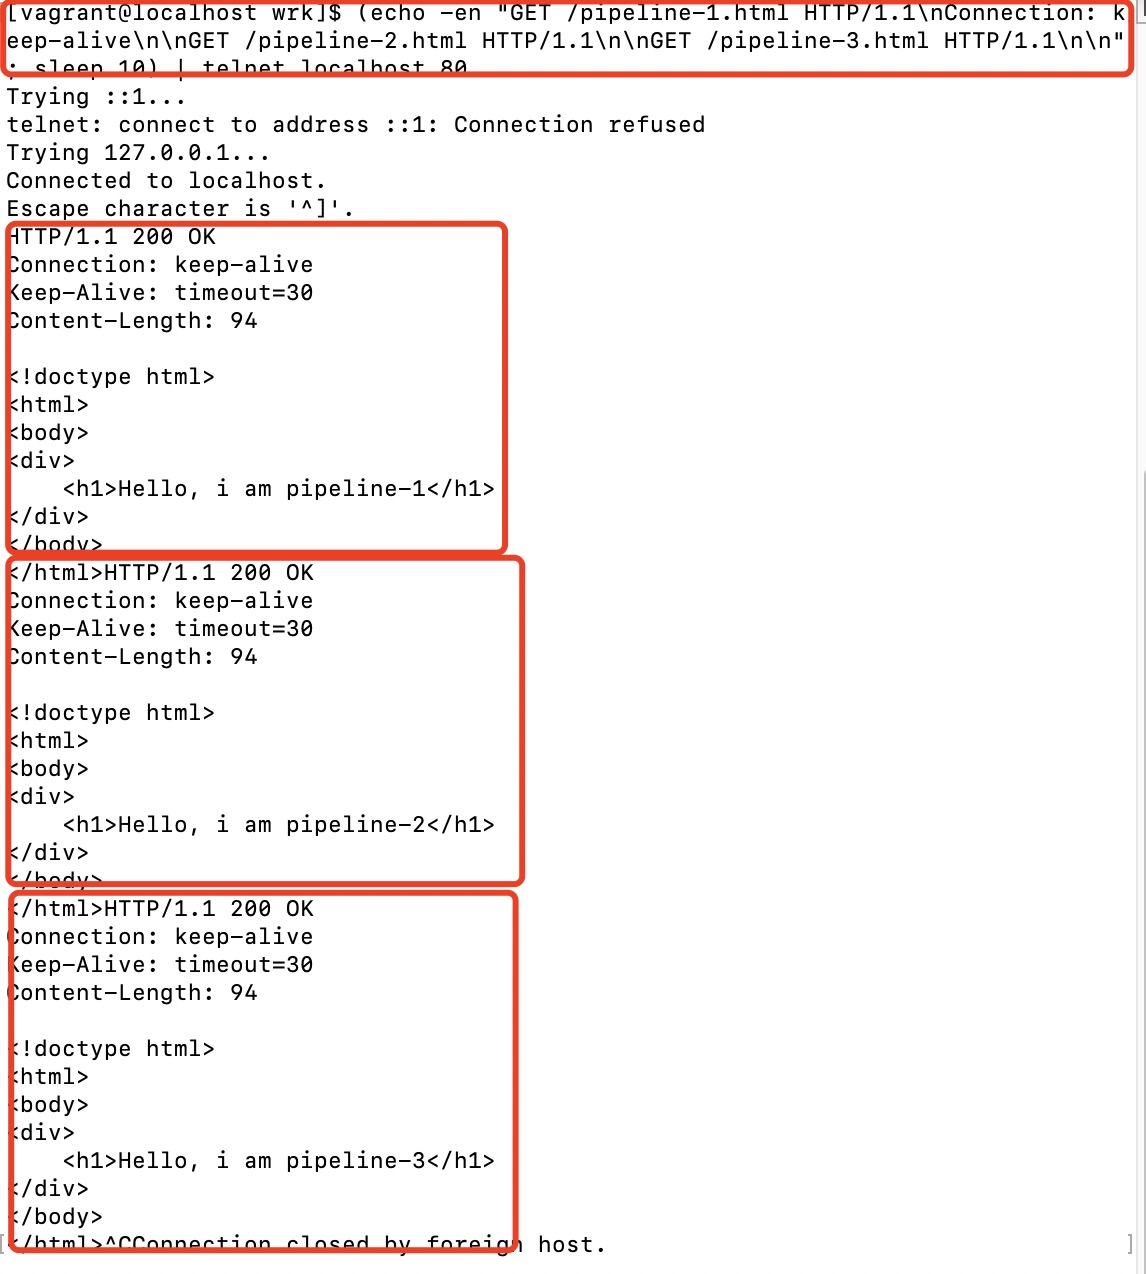 [vagrant@localhost wrk]$ (echo -en "GET /pipeline-1.html HTTP/1.1\nConnection: k
eep-alive\n\nGET /pipeline-2.html HTTP/1.1\n\nGET /pipeline-3.html HTTP/1.1\n\n"
; sleep 10) | telnet localhost 80
Trying ::1...
telnet: connect to address ::1: Connection refused
Trying 127.0.0.1...
Connected to localhost.
Escape character is '^]'.
HTTP/1.1 200 OK
Connection: keep-alive
Keep-Alive: timeout=30
Content-Length: 94

<!doctype html>
<html>
<body>
<div>
    <h1>Hello, i am pipeline-1</h1>
</div>
</body>
</html>HTTP/1.1 200 OK
Connection: keep-alive
Keep-Alive: timeout=30
Content-Length: 94

<!doctype html>
<html>
<body>
<div>
    <h1>Hello, i am pipeline-2</h1>
</div>
</body>
</html>HTTP/1.1 200 OK
Connection: keep-alive
Keep-Alive: timeout=30
Content-Length: 94

<!doctype html>
<html>
<body>
<div>
    <h1>Hello, i am pipeline-3</h1>
</div>
</body>
[</html>^CConnection closed by foreign host. ]